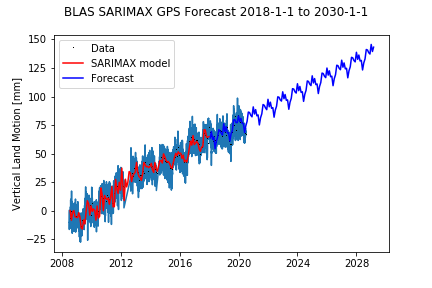 BLAS SARIMAX GPS Forecast 2018-1-1 to 2030-1-1
Data
SARIMAX model
Forecast
Vertical Land Motion [mm]
150
125
100
75
50
25
0
−25
2008
2012
2016
2020
2024
2028